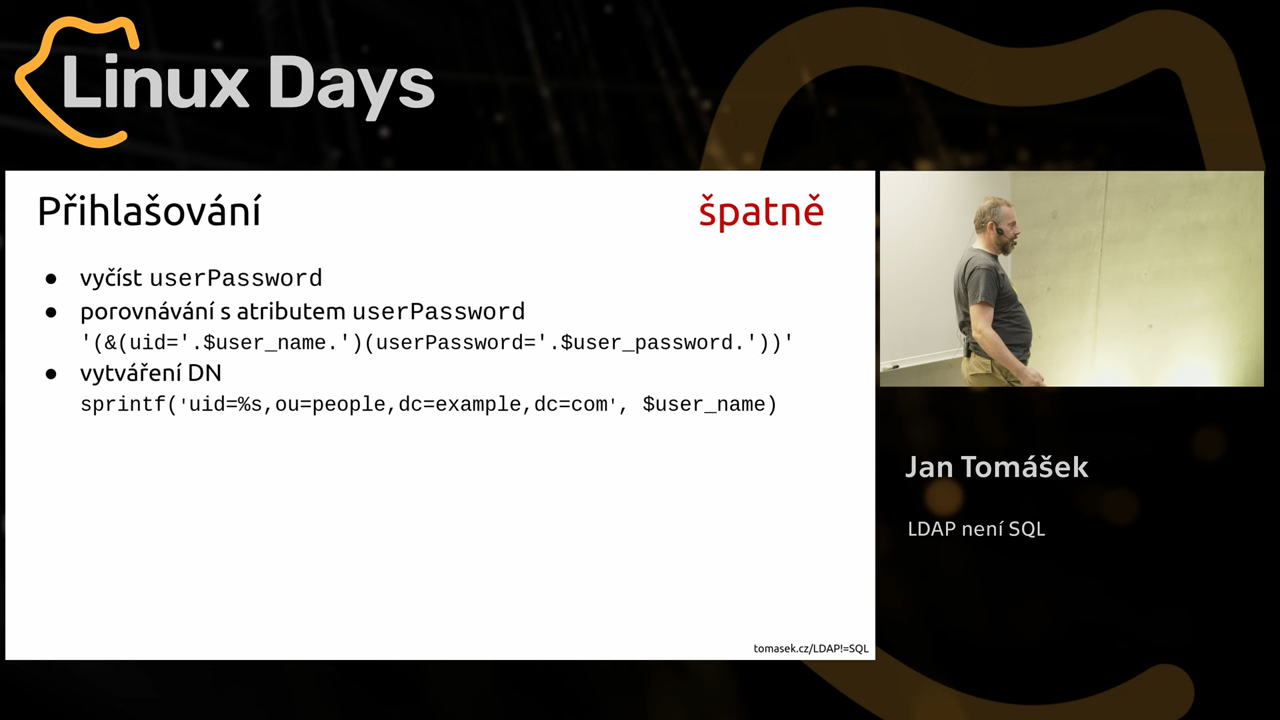 Linux Days
Přihlašování
špatně
● vyčíst userPassword
● porovnávání s atributem userPassword
'(&(uid='.$user_name.')(userPassword='.$user_password.'))'
● vytváření DN
sprintf('uid=%s,ou=people,dc=example,dc=com', $user_name)
tomasek.cz/LDAP!=SQL
Jan Tomášek
LDAP není SQL